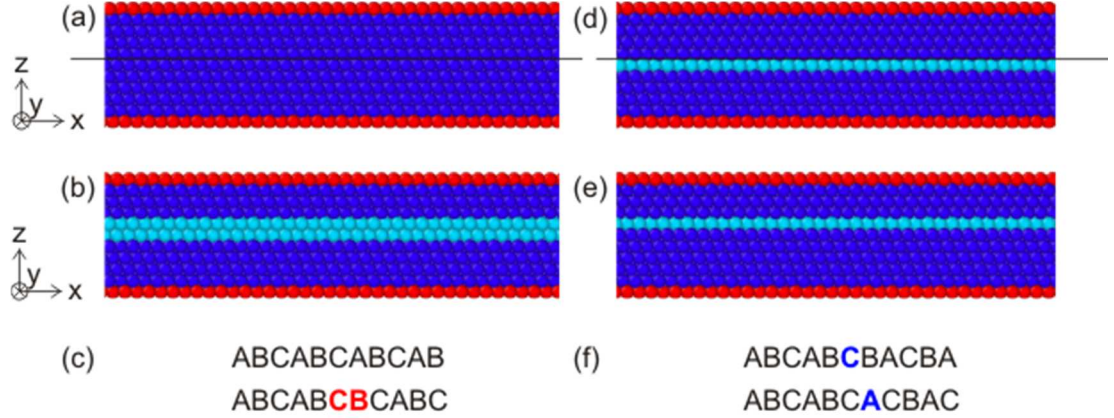 (a)
(d)
z
y
x
(b)
(e)
z
y
x
(c)
ABCABCABCAB
(f)
ABCABCBACBA
ABCABCBCABC
ABCABCACBAC